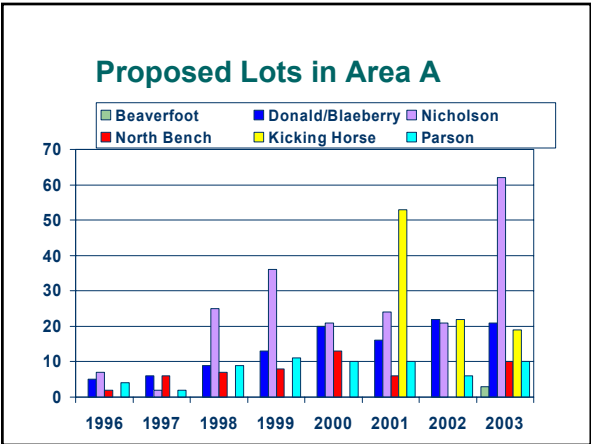 Proposed Lots in Area A
Beaverfoot Donald/Blaeberry Nicholson
North Bench Kicking Horse Parson
70
60
50
40
30
20
10
0
1996 1997 1998 1999 2000 2001 2002 2003